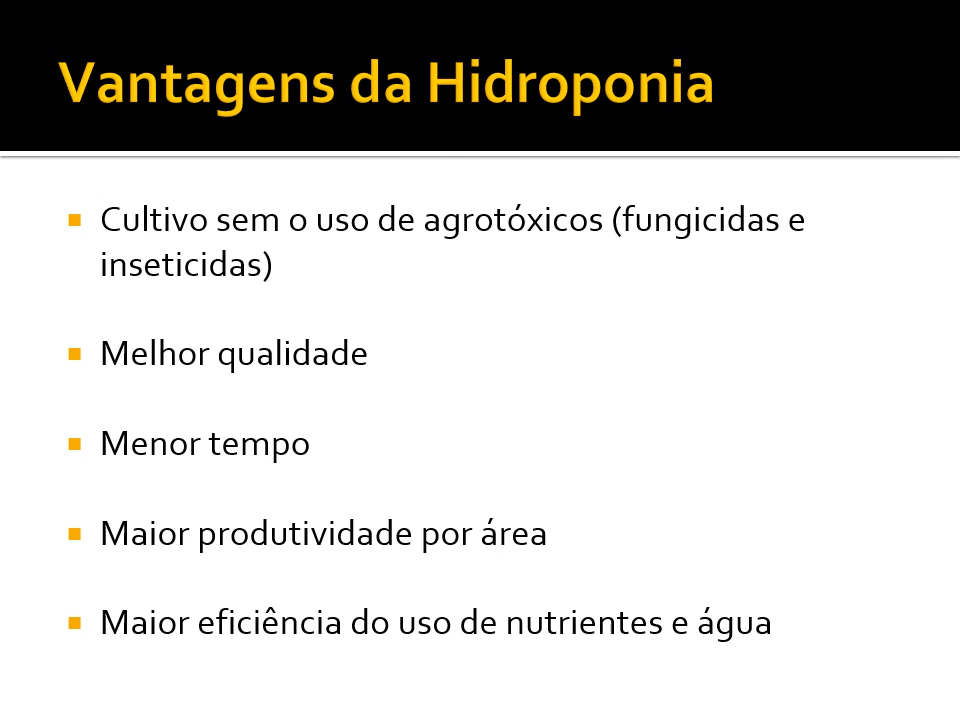 Vantagens da Hidroponia
Cultivo sem o uso de agrotóxicos (fungicidas e
inseticidas)
Melhor qualidade
Menor tempo
Maior produtividade por área
Maior eficiência do uso de nutrientes e água